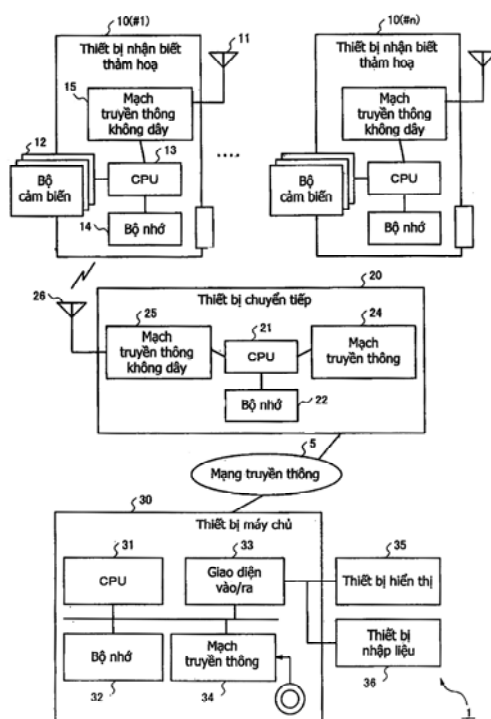 10(#1)
Thiết bị nhận biết
thảm hoạ
11
15
Mạch
truyền thông
không dây
12
13
Bộ
cảm biến
CPU
14
Bộ nhớ
....
10(#n)
Thiết bị nhận biết
thảm hoạ
Mạch
truyền thông
không dây
Bộ
cảm biến
CPU
Bộ nhớ
20
Thiết bị chuyển tiếp
26
25
Mạch
truyền thông
không dây
21
CPU
24
Mạch
truyền thông
Bộ nhớ
22
5
Mạng truyền thông
30
Thiết bị máy chủ
31
CPU
33
Giao diện
vào/ra
35
Thiết bị hiển thị
Bộ nhớ
32
Mạch
truyền thông
34
Thiết bị
nhập liệu
36
1